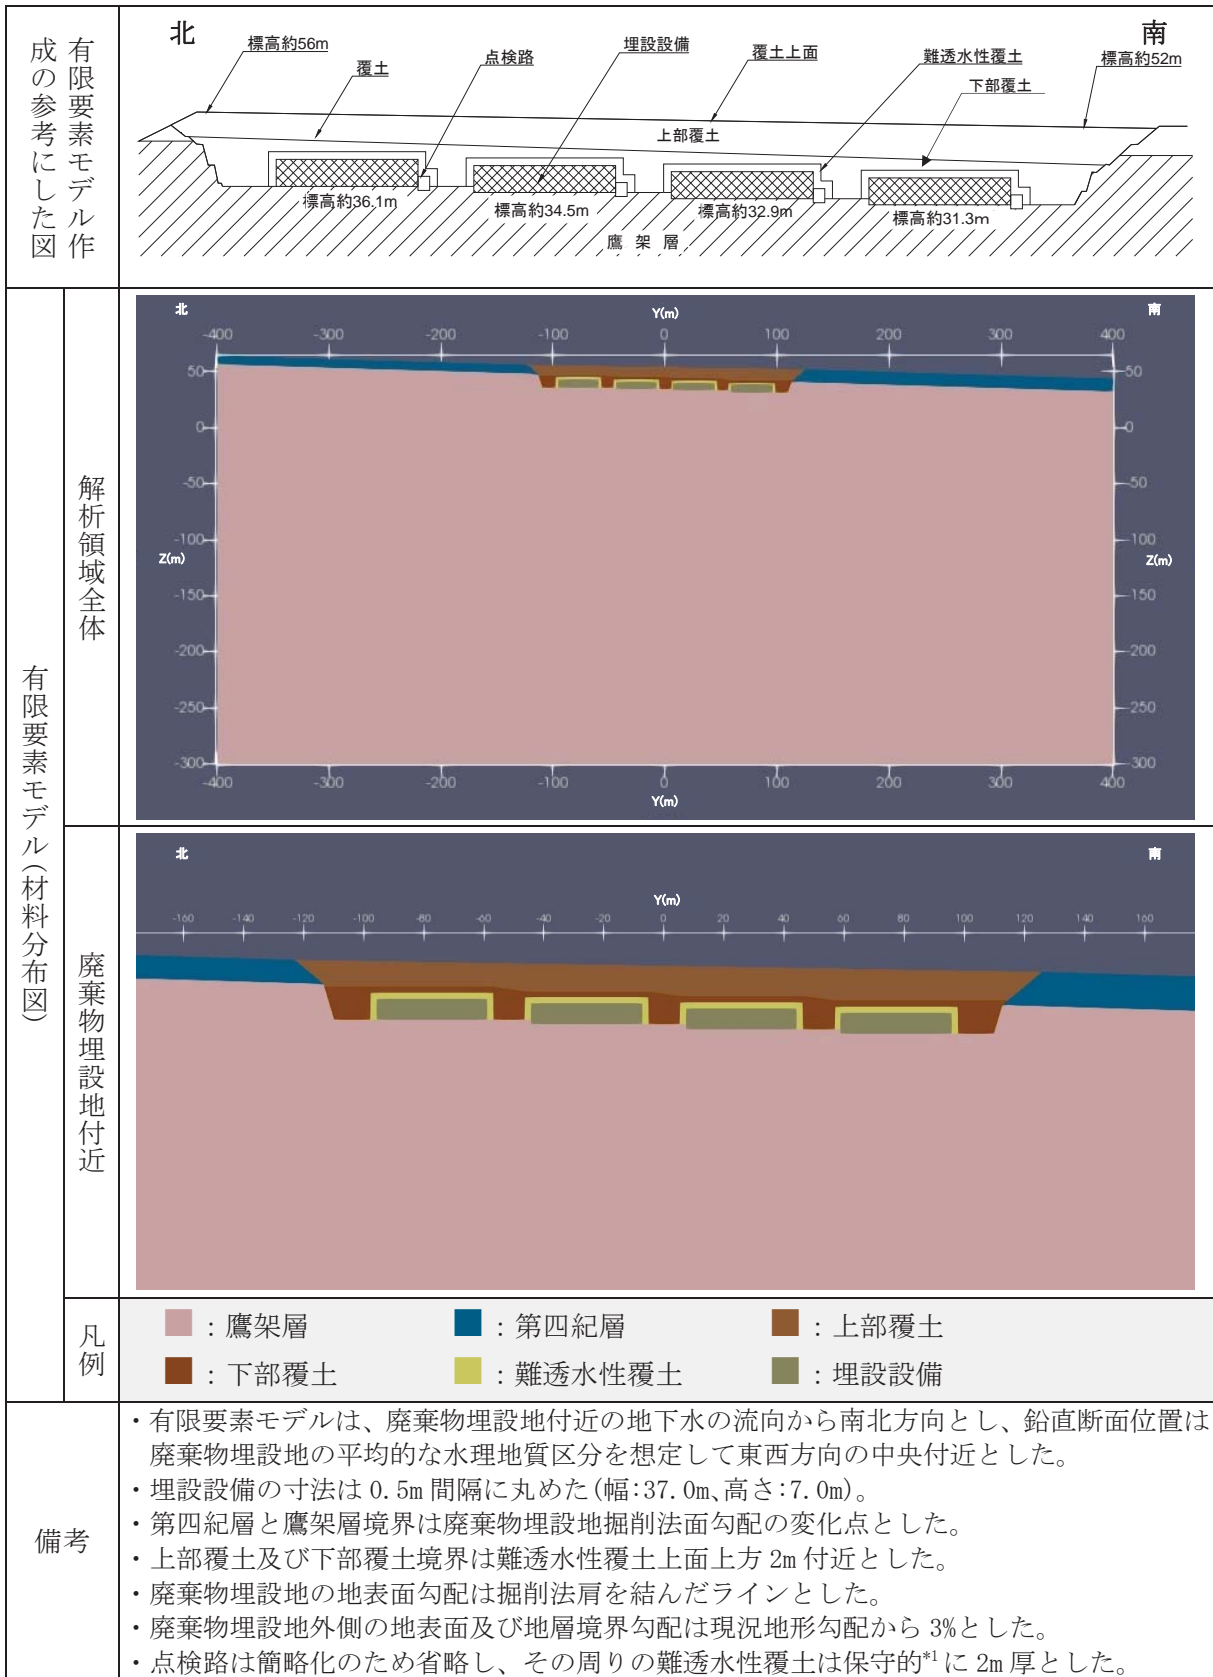 有限要素モデル作
成の参考にした図
北
南
標高約56m
覆土
点検路
埋設設備
覆土上面
難透水性覆土
下部覆土
標高約52m
上部覆土
標高約36.1m
標高約34.5m
標高約32.9m
標高約31.3m
鷹架層
有限要素モデル(材料分布図)
解析領域全体
北
Y(m)
南
-400 -300 -200 -100 0 100 200 300 400
50 50
0 0
-50 -50
-100 -100
Z(m) Z(m)
-150 -150
-200 -200
-250 -250
-300 -300
-400 -300 -200 -100 0 100 200 300 400
Y(m)
廃棄物埋設地付近
北
南
Y(m)
-160 -140 -120 -100 -80 -60 -40 -20 0 20 40 60 80 100 120 140 160
凡例
：鷹架層 ：第四紀層 ：上部覆土
：下部覆土 ：難透水性覆土 ：埋設設備
備考
・有限要素モデルは、廃棄物埋設地付近の地下水の流向から南北方向とし、鉛直断面位置は
廃棄物埋設地の平均的な水理地質区分を想定して東西方向の中央付近とした。
・埋設設備の寸法は 0.5m 間隔に丸めた(幅:37.0m、高さ:7.0m)。
・第四紀層と鷹架層境界は廃棄物埋設地掘削法面勾配の変化点とした。
・上部覆土及び下部覆土境界は難透水性覆土上面上方 2m 付近とした。
・廃棄物埋設地の地表面勾配は掘削法肩を結んだラインとした。
・廃棄物埋設地外側の地表面及び地層境界勾配は現況地形勾配から 3%とした。
・点検路は簡略化のため省略し、その周りの難透水性覆土は保守的*1に 2m 厚とした。